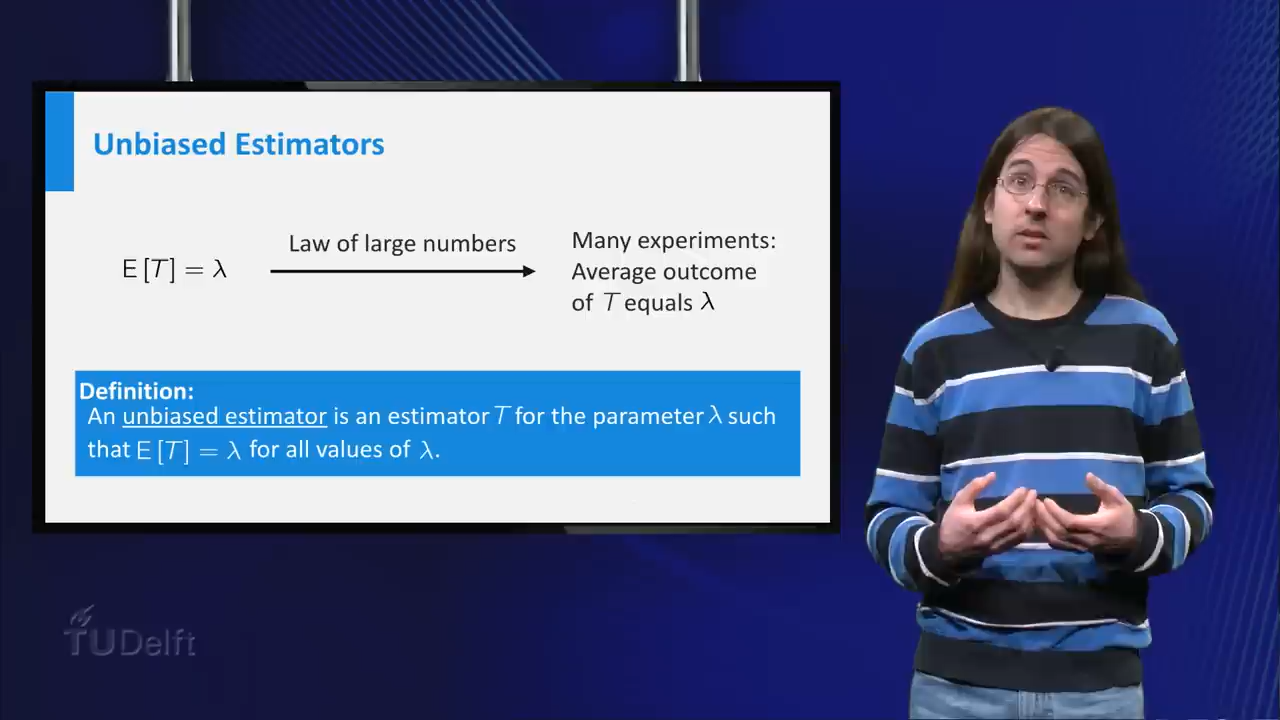 Unbiased Estimators
E [T] = λ
Law of large numbers
Many experiments:
Average outcome
of T equals λ
Definition:
An unbiased estimator is an estimator T for the parameter λ such
that E [T] = λ for all values of λ.
TUDelft